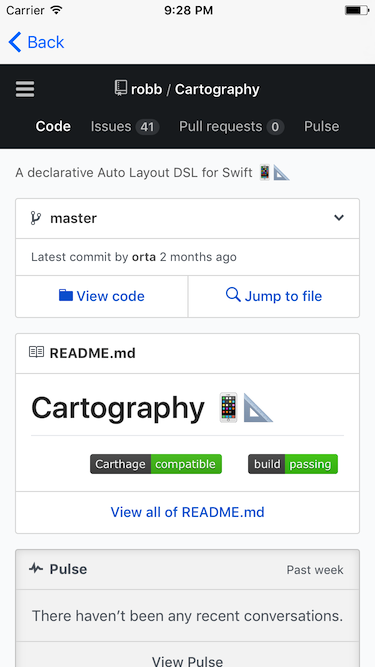 Carrier 9:28 PM
Back
robb / Cartography
Code Issues 41 Pull requests 0 Pulse
A declarative Auto Layout DSL for Swift 📱📐
master
Latest commit by orta 2 months ago
View code Jump to file
README.md
Cartography 📱📐
Carthage compatible build passing
View all of README.md
Pulse Past week
There haven’t been any recent conversations.
View Pulse